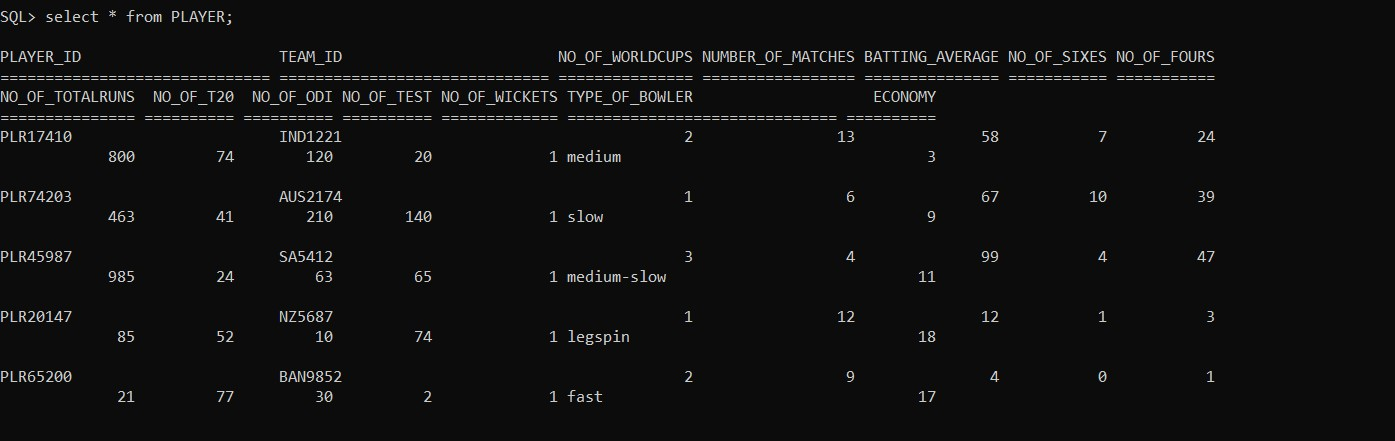 SQL> select * from PLAYER;
PLAYER_ID                      TEAM_ID                        NO_OF_WORLDCUPS NUMBER_OF_MATCHES BATTING_AVERAGE NO_OF_SIXES NO_OF_FOURS
============================== ============================== =============== ================= =============== =========== ===========
NO_OF_TOTALRUNS  NO_OF_T20  NO_OF_ODI NO_OF_TEST NO_OF_WICKETS TYPE_OF_BOWLER                    ECONOMY
=============== ========== ========== ========== ============= ============================== ==========
PLR17410                       IND1221                                      2                13              58           7          24
            800         74        120         20             1 medium                                  3
PLR74203                       AUS2174                                      1                 6              67          10          39
            463         41        210        140             1 slow                                    9
PLR45987                       SA5412                                       3                 4              99           4          47
            985         24         63         65             1 medium-slow                            11
PLR20147                       NZ5687                                       1                12              12           1           3
             85         52         10         74             1 legspin                                18
PLR65200                       BAN9852                                      2                 9               4           0           1
             21         77         30          2             1 fast                                   17